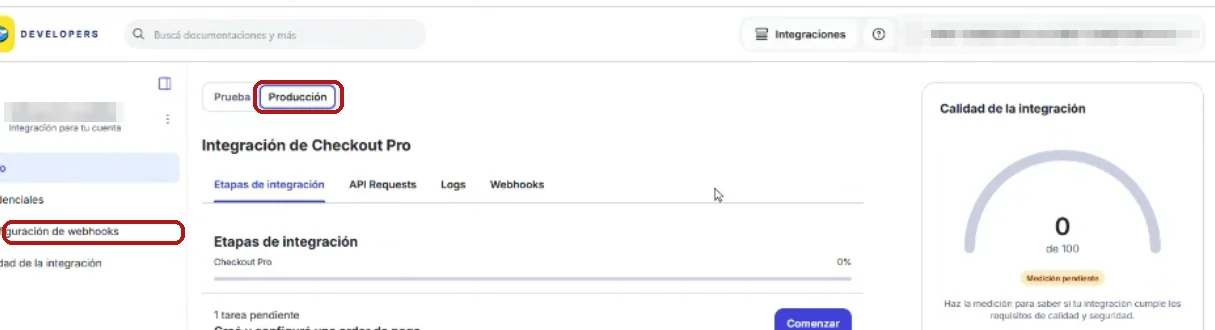 DEVELOPERS
Buscá documentaciones y más
Integraciones
Integración para tu cuenta
Prueba
Producción
Integración de Checkout Pro
Etapas de integración
API Requests
Logs
Webhooks
guración de webhooks
dad de la integración
Etapas de integración
Checkout Pro
0%
1 tarea pendiente
Comenzar
Calidad de la integración
0
de 100
Medición pendiente
Haz la medición para saber si tu integración cumple los
requisitos de calidad y seguridad.